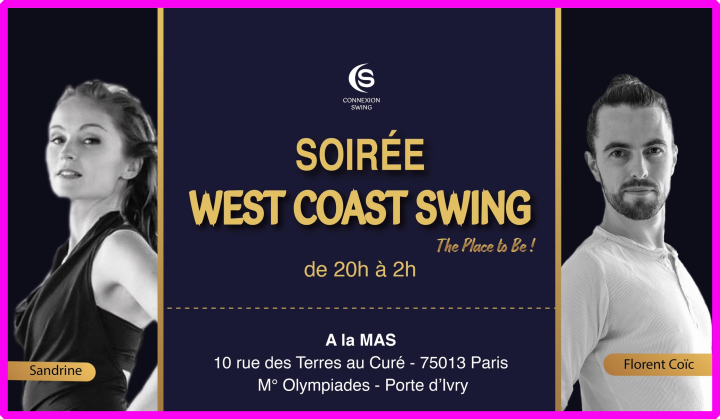 S
CONNEXION
SWING
SOIRÉE
WEST COAST SWING
The Place to Be !
de 20h à 2h
A la MAS
10 rue des Terres au Curé - 75013 Paris
M° Olympiades - Porte d'Ivry
Sandrine
Florent Coïc